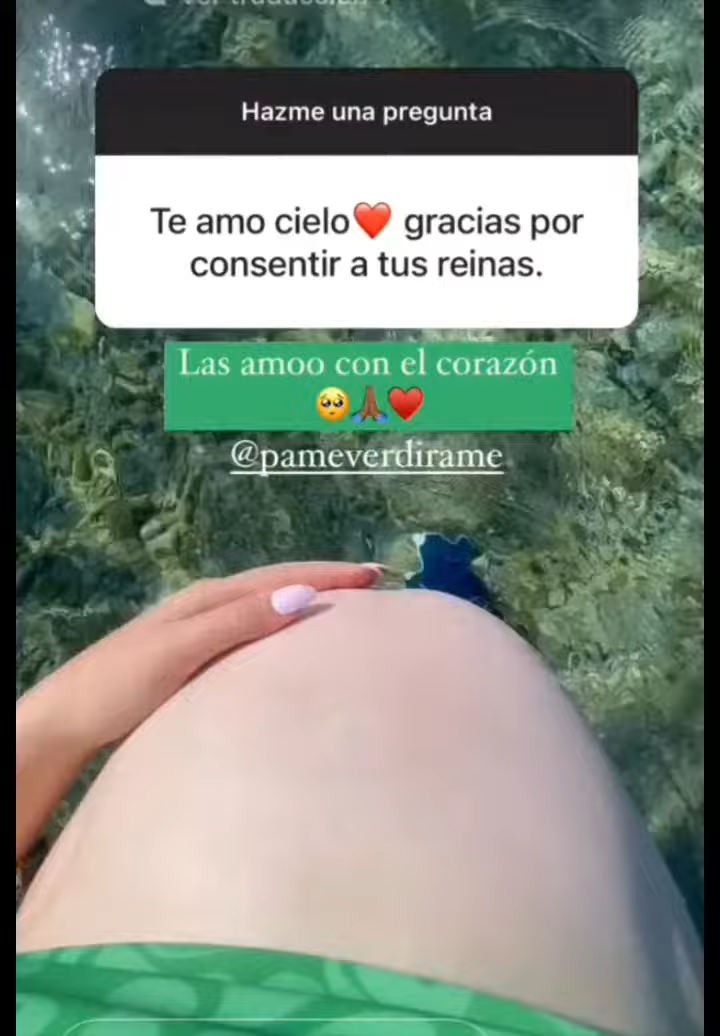 Hazme una pregunta
Te amo cielo❤️ gracias por
consentir a tus reinas.
Las amoo con el corazón
🥺🙏🏾❤️
@pameverdirame